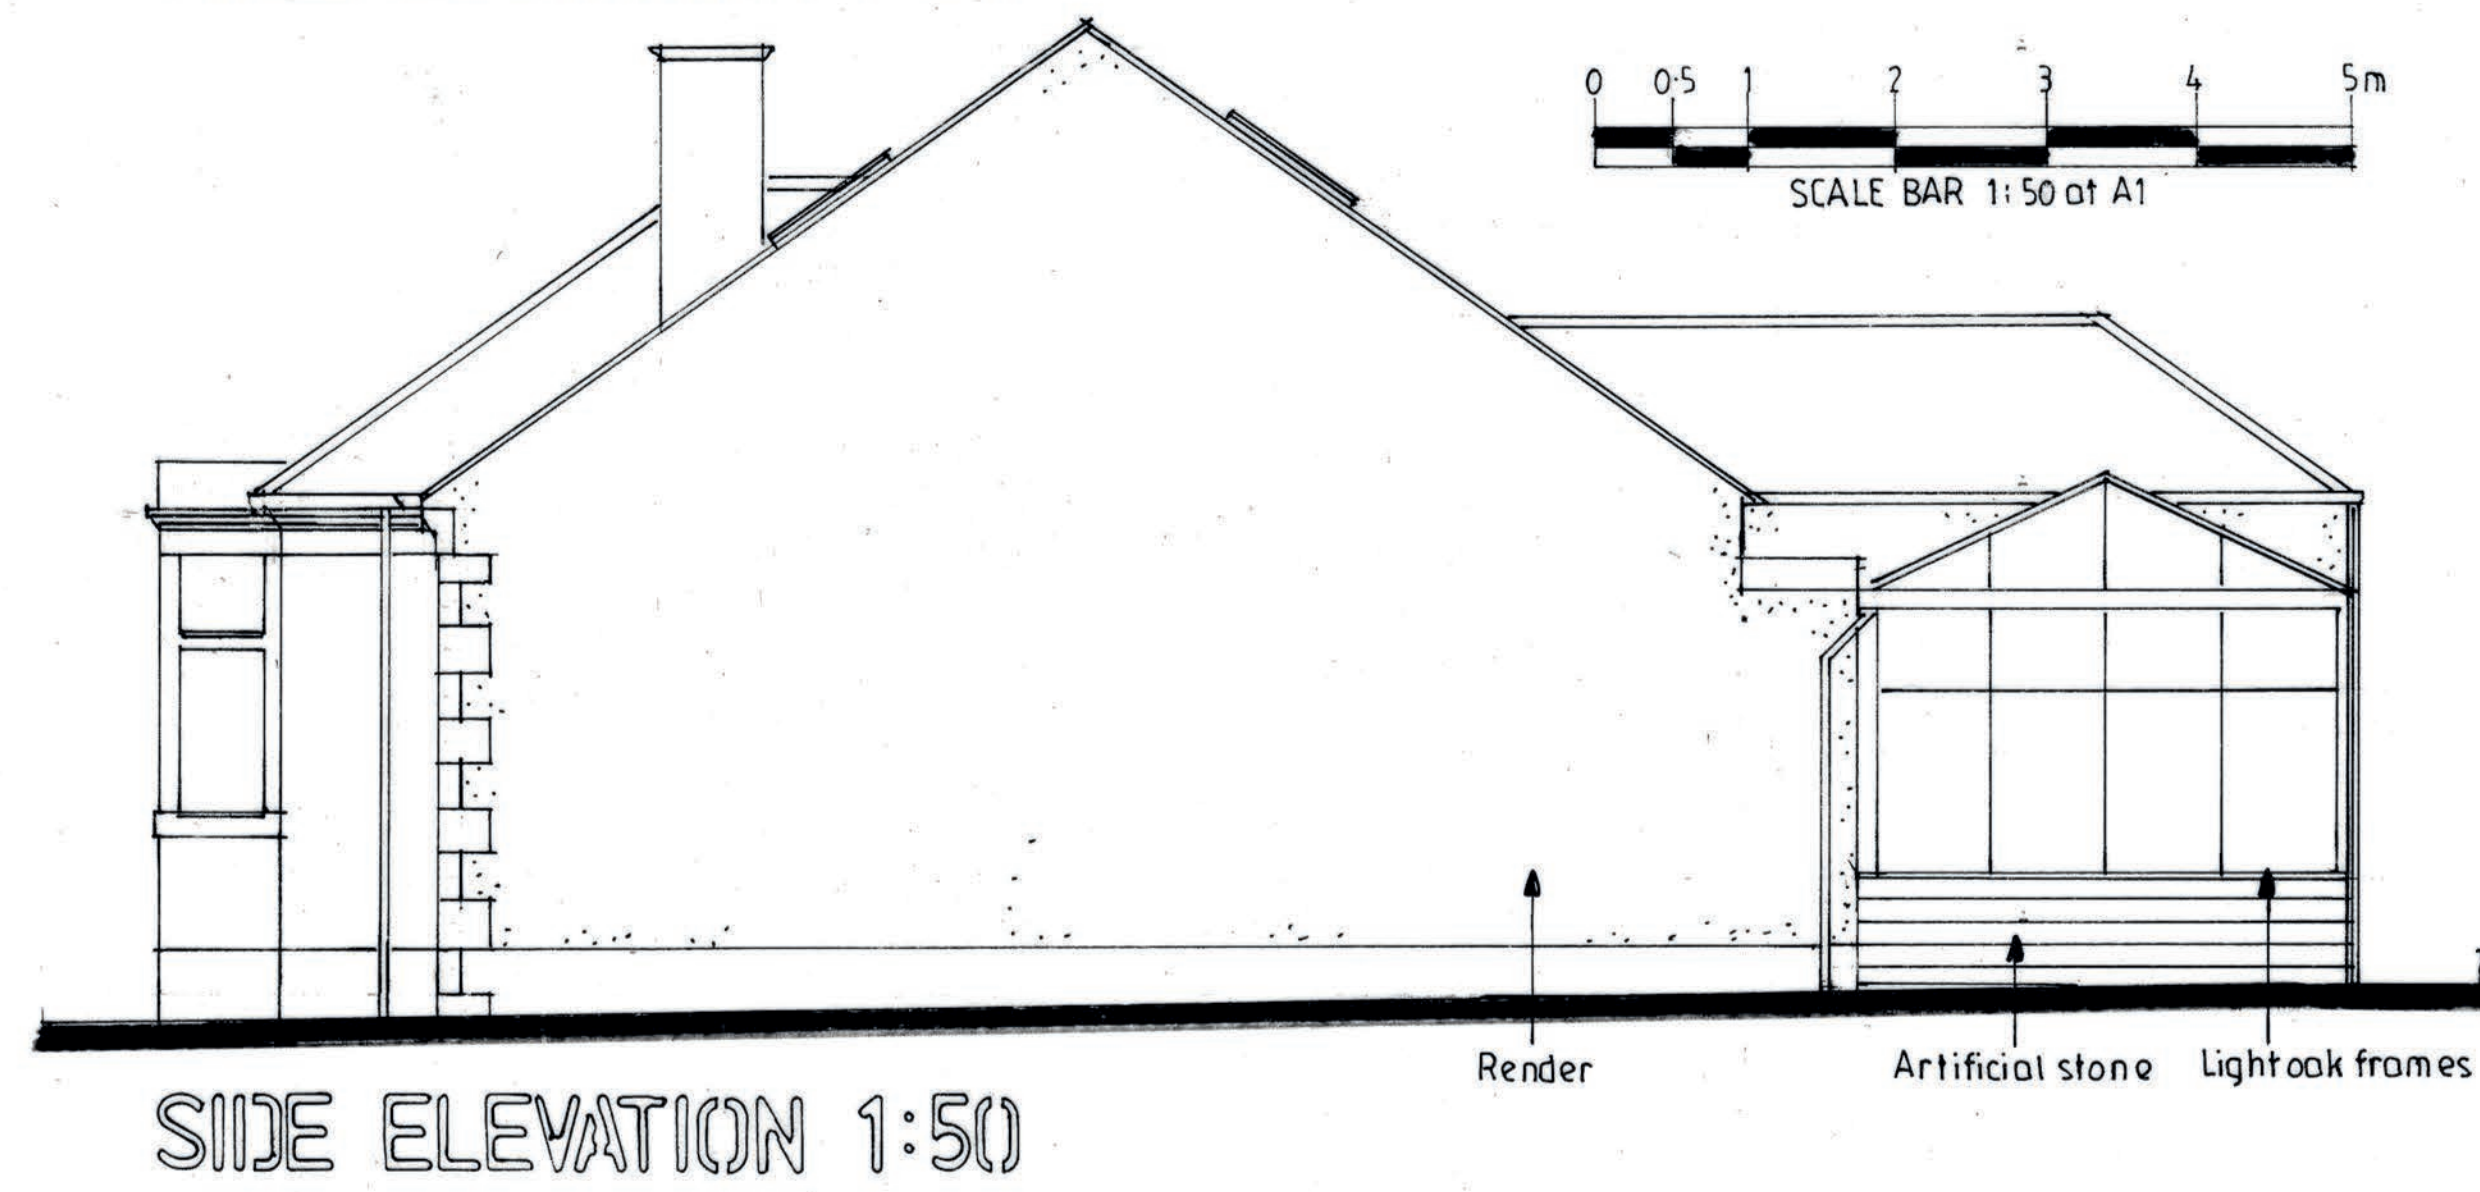 0 0·5 1 2 3 4 5m
SCALE BAR 1:50 at A1
Render
Artificial stone
Light oak frames
SIDE ELEVATION 1:50